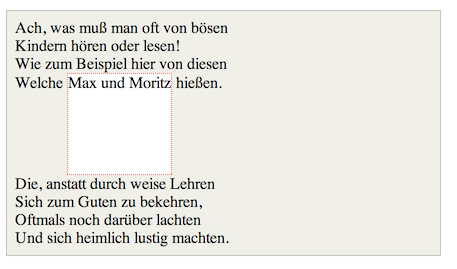 Ach, was muß man oft von bösen
Kindern hören oder lesen!
Wie zum Beispiel hier von diesen
Welche Max und Moritz hießen.
Die, anstatt durch weise Lehren
Sich zum Guten zu bekehren,
Oftmals noch darüber lachten
Und sich heimlich lustig machten.